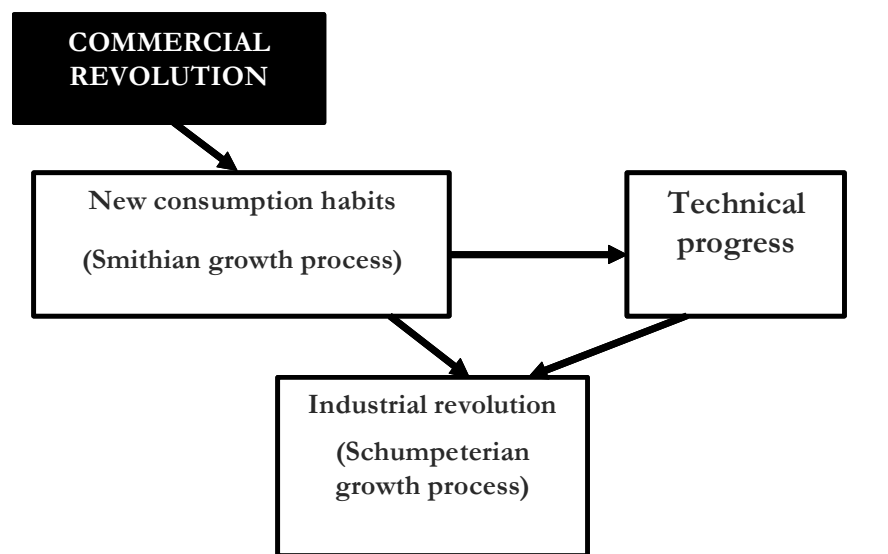 COMMERCIAL
REVOLUTION
New consumption habits
(Smithian growth process)
Technical
progress
Industrial revolution
(Schumpeterian
growth process)